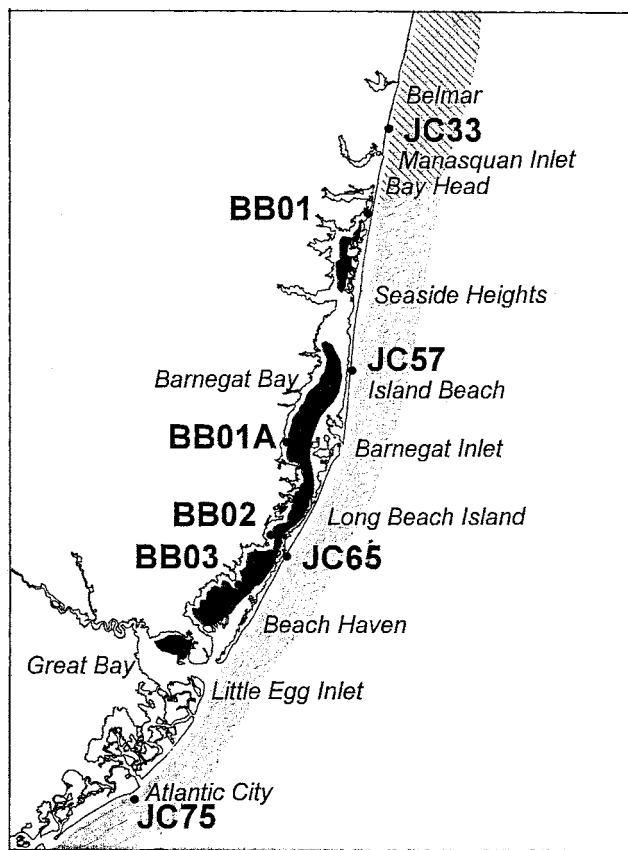 Belmar
JC33
Manasquan Inlet
Bay Head
BB01
Seaside Heights
JC57
Barnegat Bay
Island Beach
BB01A
Barnegat Inlet
BB02
Long Beach Island
BB03
JC65
Beach Haven
Great Bay
Little Egg Inlet
Atlantic City
JC75